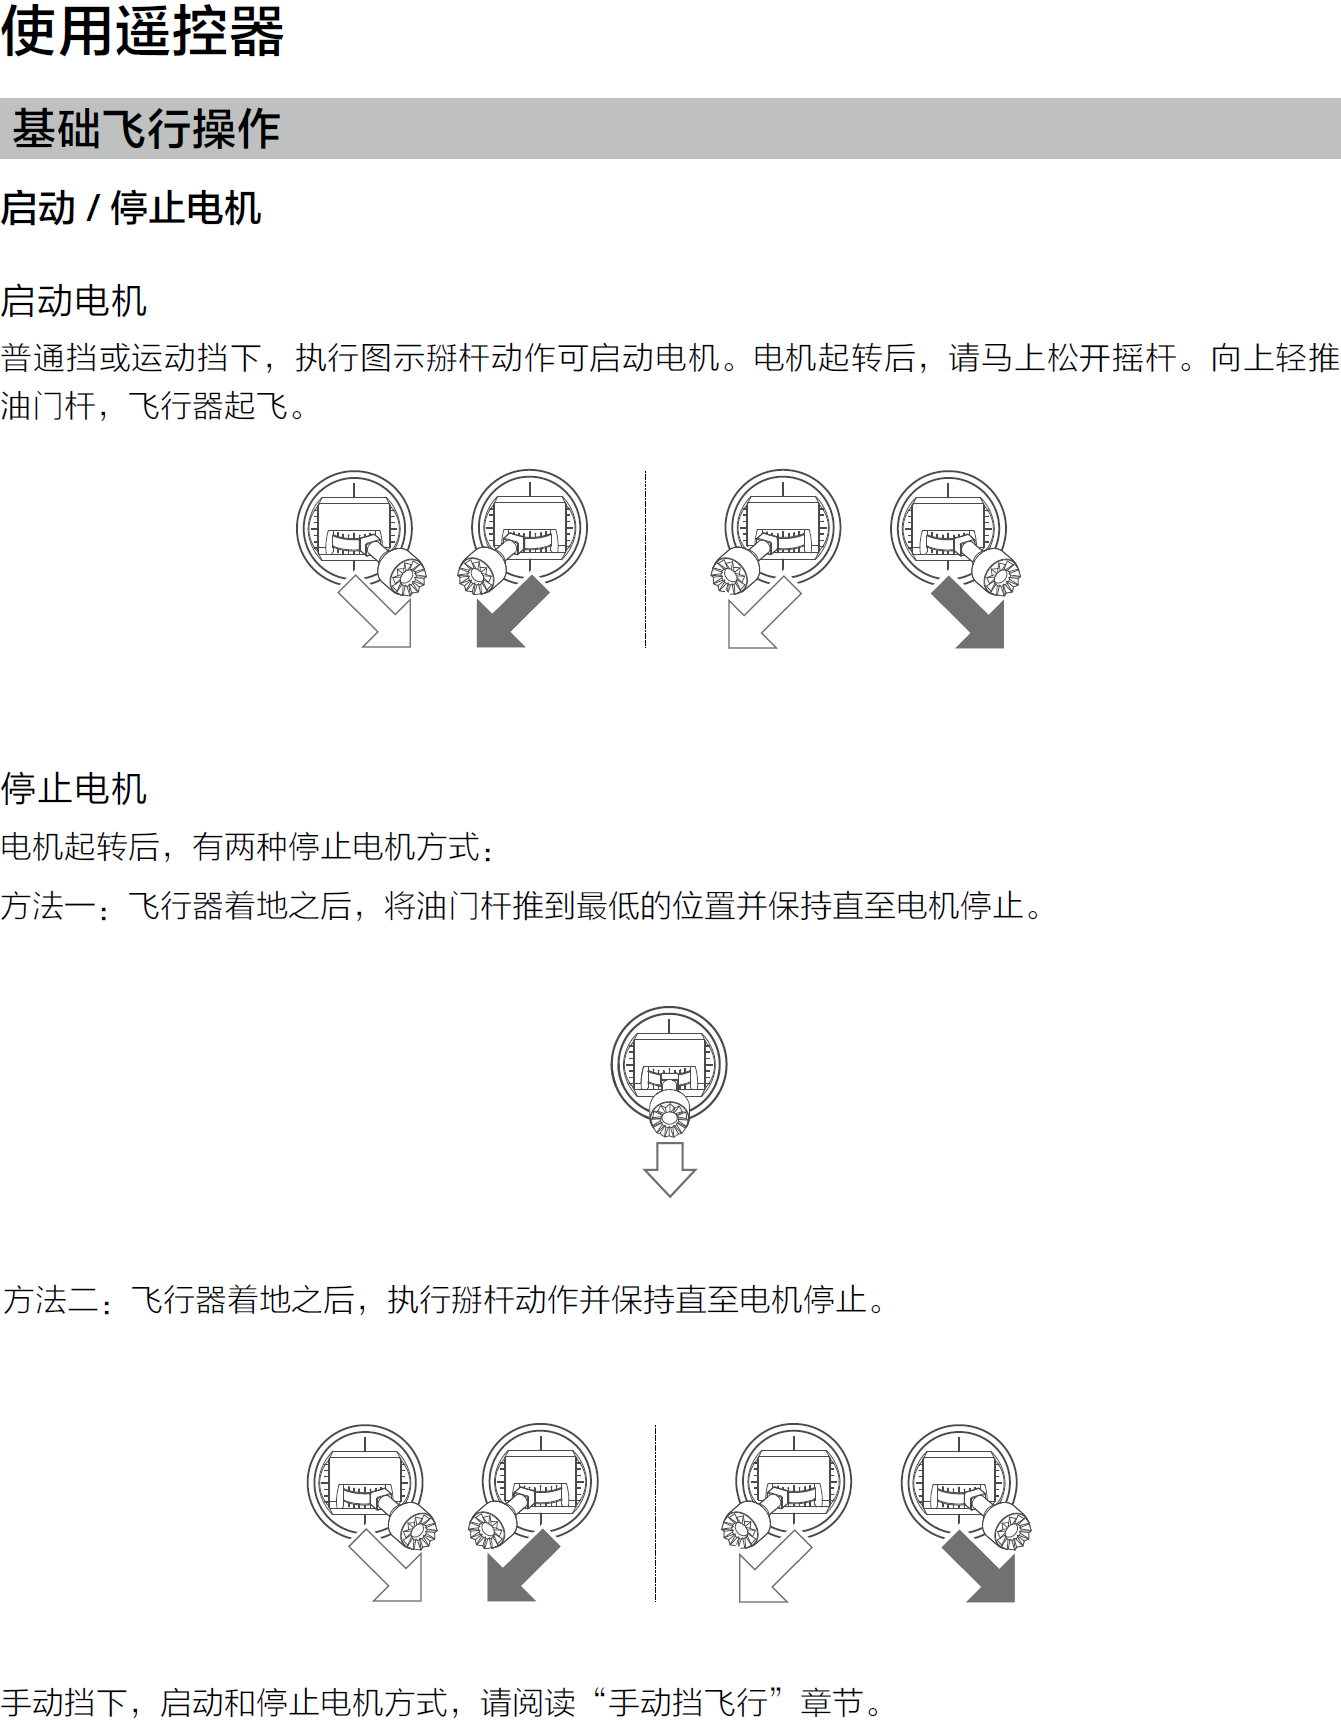 使用遥控器
基础飞行操作
启动 / 停止电机
启动电机
普通挡或运动挡下，执行图示掰杆动作可启动电机。电机起转后，请马上松开摇杆。向上轻推
油门杆，飞行器起飞。
停止电机
电机起转后，有两种停止电机方式：
方法一：飞行器着地之后，将油门杆推到最低的位置并保持直至电机停止。
方法二：飞行器着地之后，执行掰杆动作并保持直至电机停止。
手动挡下，启动和停止电机方式，请阅读“手动挡飞行”章节。